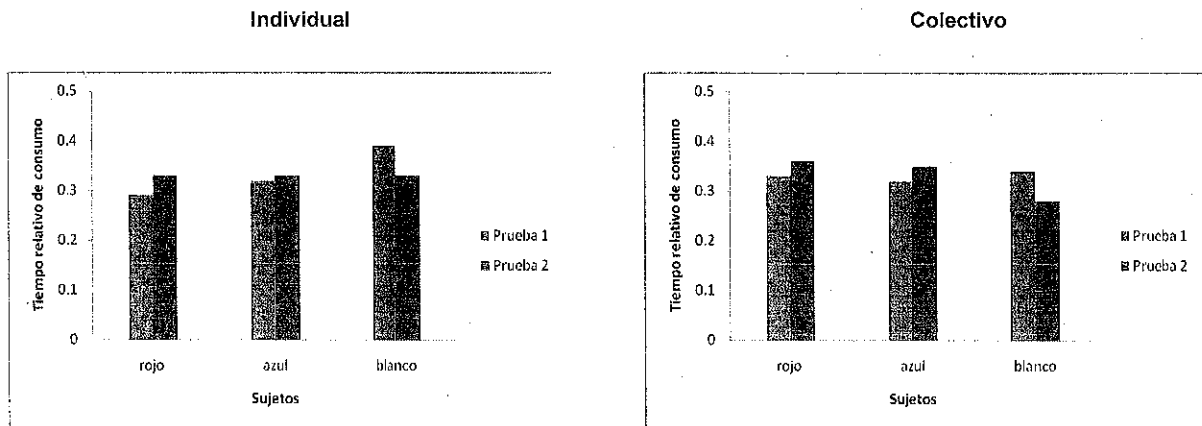 Individual
Tiempo relativo de consumo
0.5
0.4
0.3
0.2
0.1
0
rojo
azul
blanco
Sujetos
Prueba 1
Prueba 2
Colectivo
Tiempo relativo de consumo
0.5
0.4
0.3
0.2
0.1
0
rojo
azul
blanco
Sujetos
Prueba 1
Prueba 2